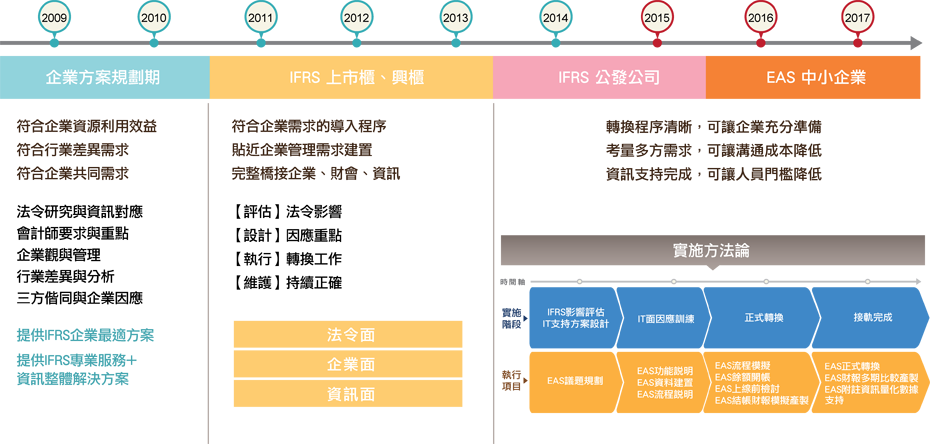 2009
2010
2011
2012
2013
2014
2015
2016
2017
企業方案規劃期
IFRS 上市櫃、興櫃
IFRS 公發公司
EAS 中小企業
符合企業資源利用效益
符合行業差異需求
符合企業共同需求
法令研究與資訊對應
會計師要求與重點
企業觀與管理
行業差異與分析
三方偕同與企業因應
提供IFRS企業最適方案
提供IFRS專業服務＋
資訊整體解決方案
符合企業需求的導入程序
貼近企業管理需求建置
完整橋接企業、財會、資訊
【評估】法令影響
【設計】因應重點
【執行】轉換工作
【維護】持續正確
法令面
企業面
資訊面
轉換程序清晰，可讓企業充分準備
考量多方需求，可讓溝通成本降低
資訊支持完成，可讓人員門檻降低
實施方法論
時間軸
實施
階段
IFRS影響評估
IT支持方案設計
IT面因應訓練
正式轉換
接軌完成
執行
項目
EAS議題規劃
EAS功能說明
EAS資料建置
EAS流程說明
EAS流程模擬
EAS餘額開帳
EAS上線前檢討
EAS結帳財報模擬產製
EAS正式轉換
EAS財報多期比較產製
EAS附註資訊量化數據
支持